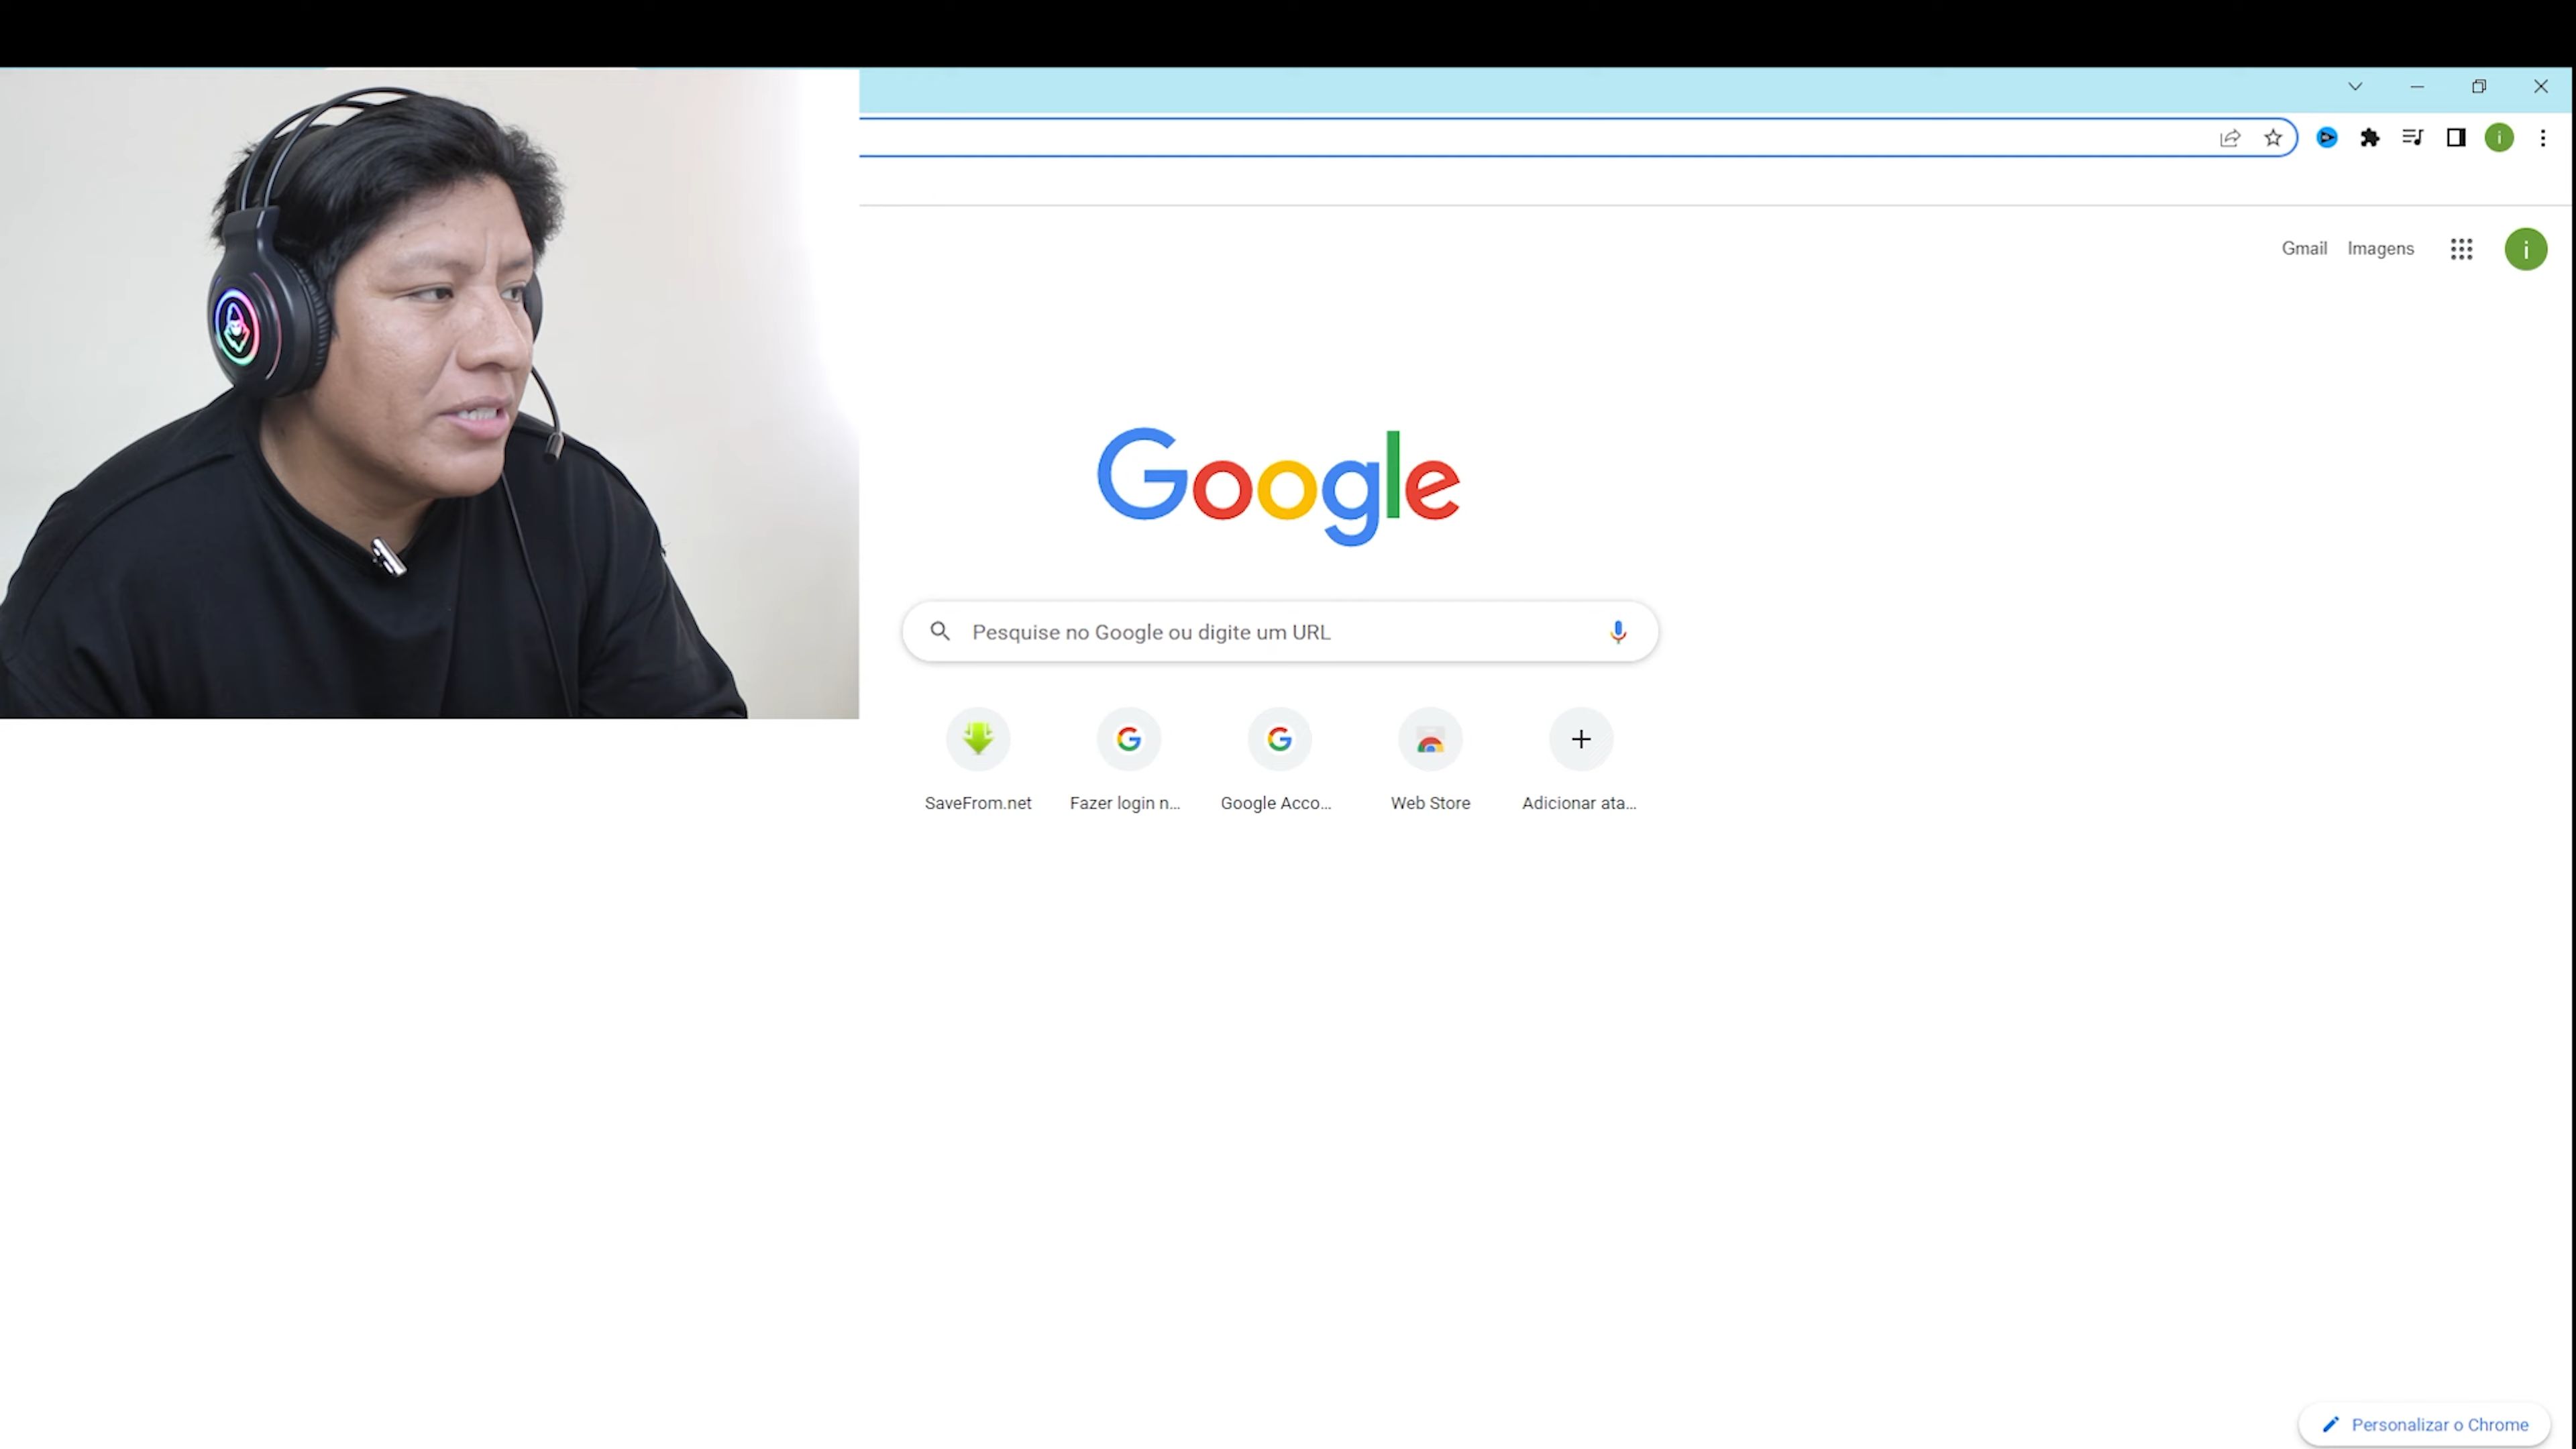 i
Gmail Imagens i
Google
Pesquise no Google ou digite um URL
SaveFrom.net Fazer login n... Google Acco... Web Store Adicionar ata...
Personalizar o Chrome